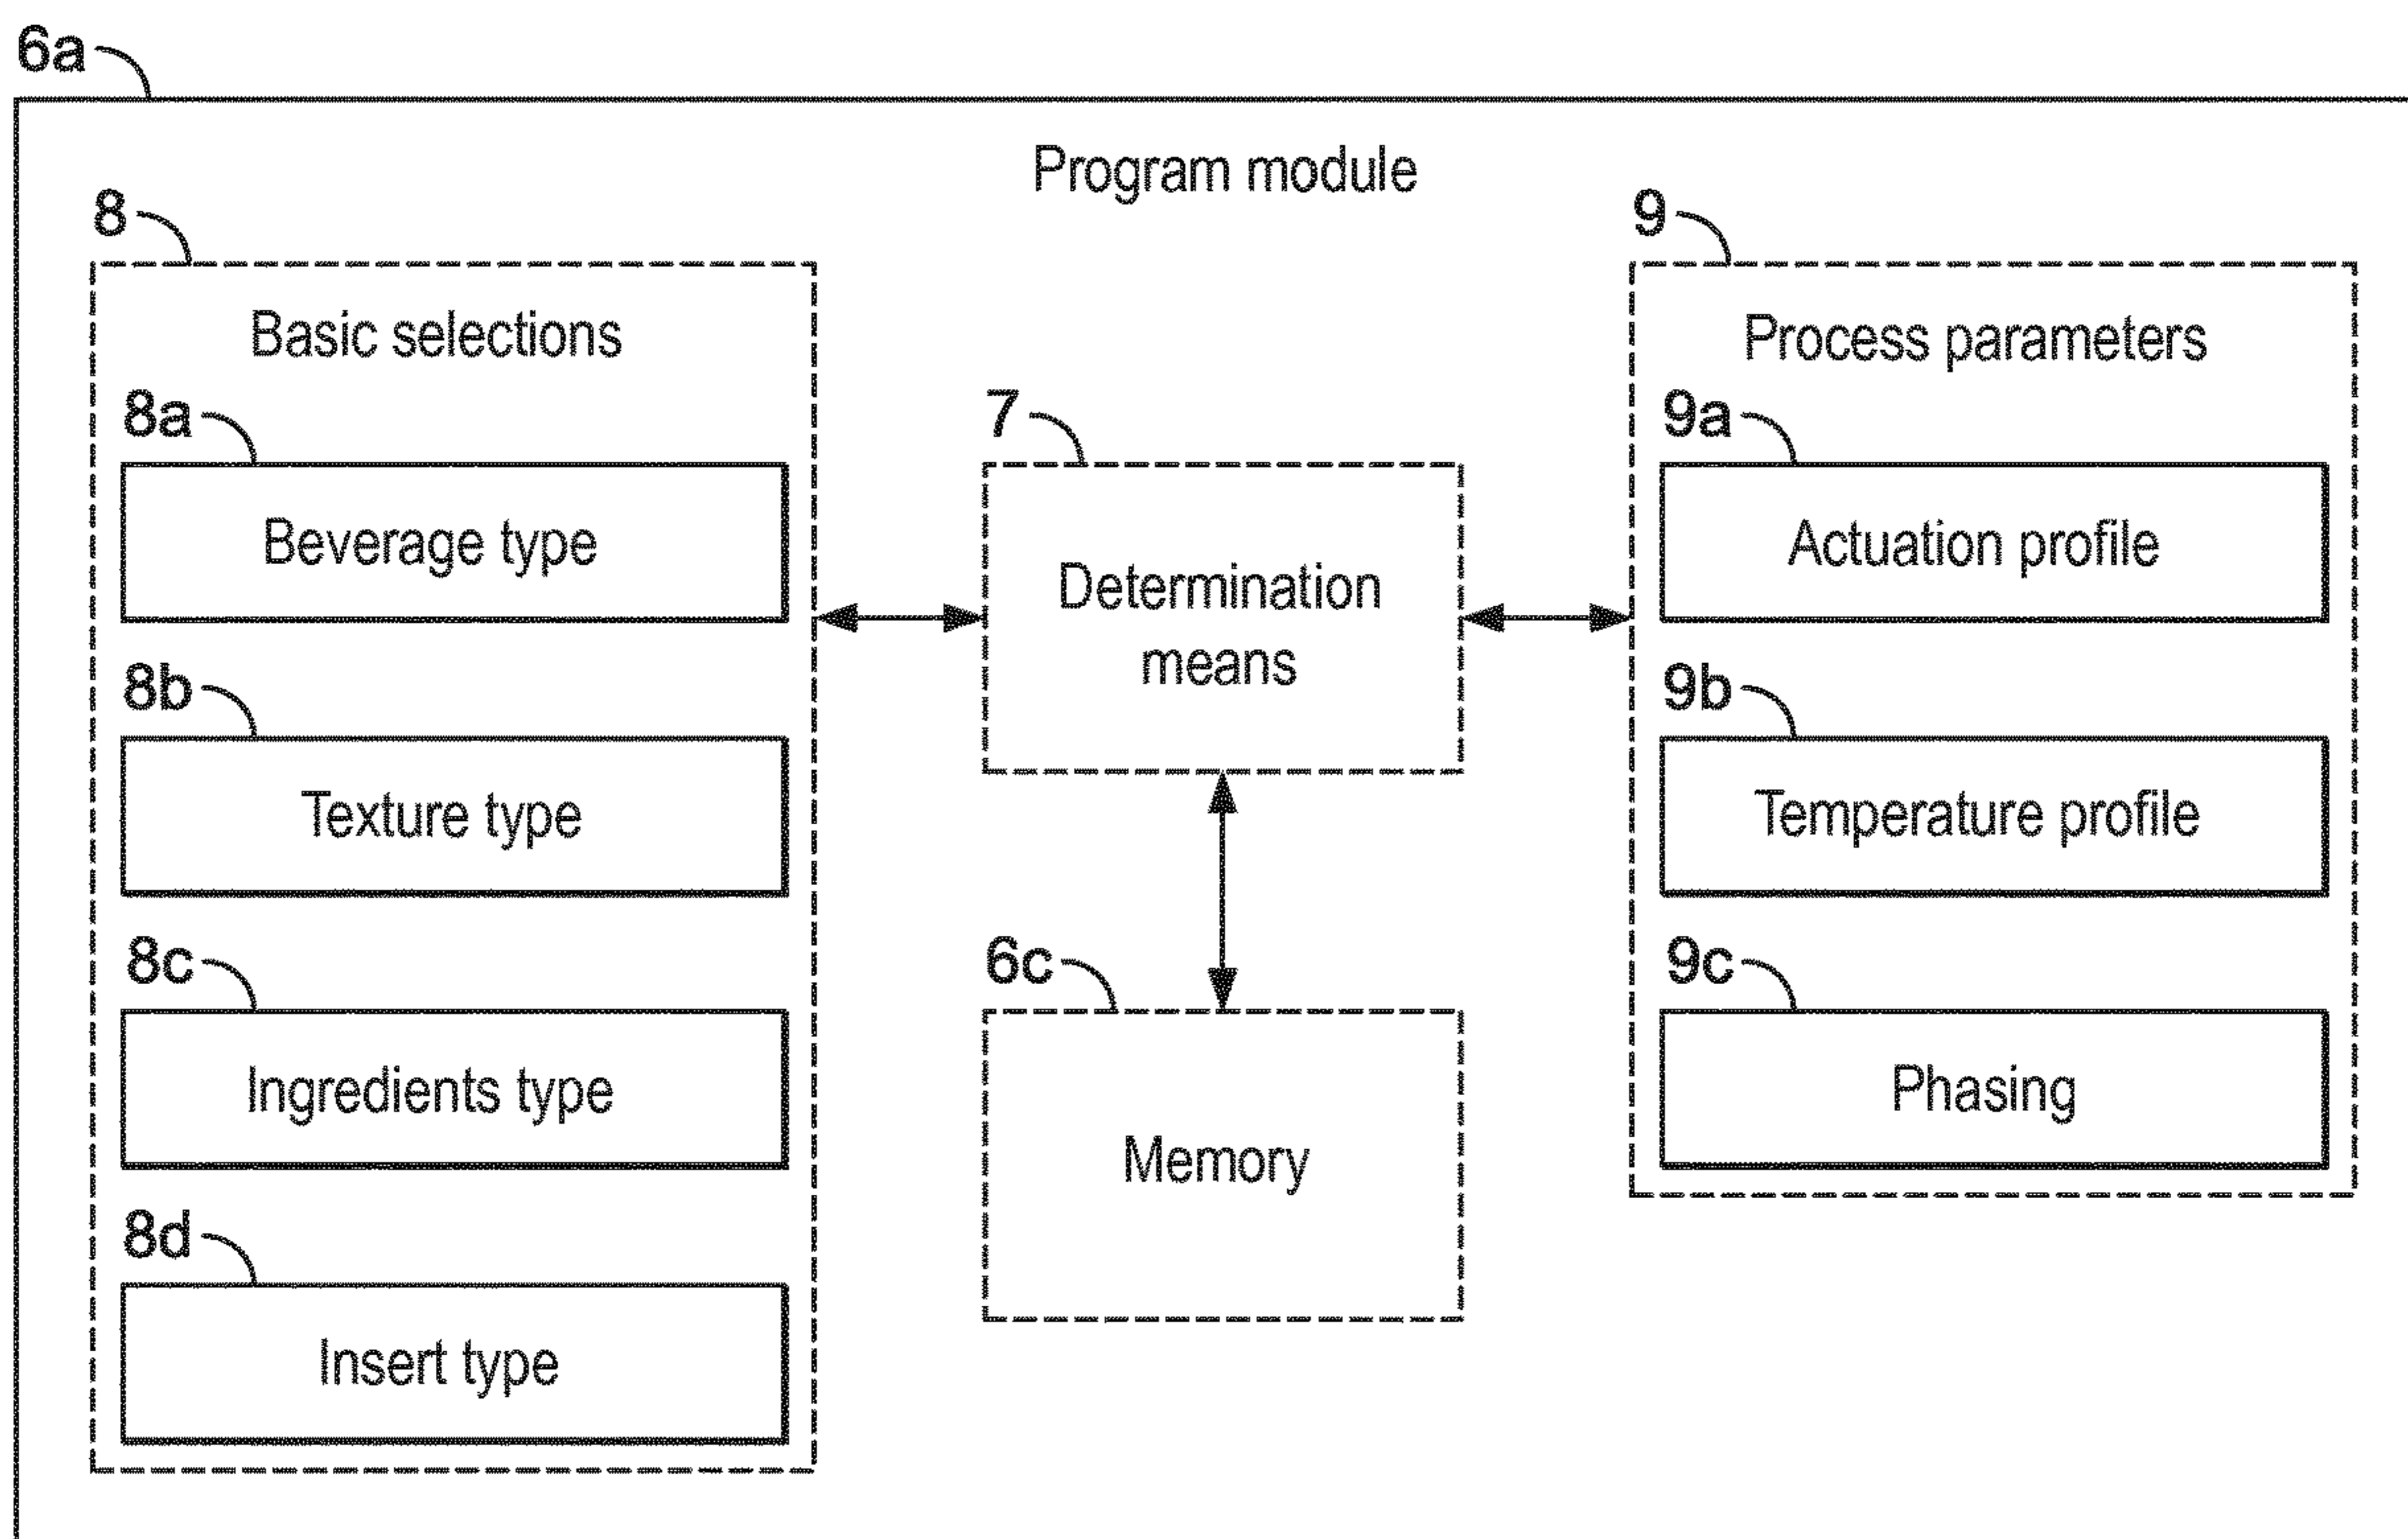 6a
Program module
8
Basic selections
8a
Beverage type
8b
Texture type
8c
Ingredients type
8d
Insert type
7
Determination
means
6c
Memory
9
Process parameters
9a
Actuation profile
9b
Temperature profile
9c
Phasing